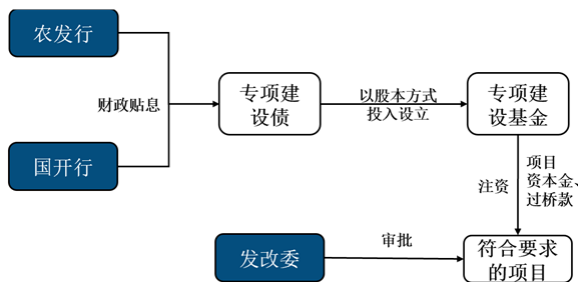 农发行
财政贴息
国开行
专项建
设债
以股本方式
投入设立
专项建
设基金
注资
项目
资本金、
过桥款
发改委
审批
符合要求
的项目